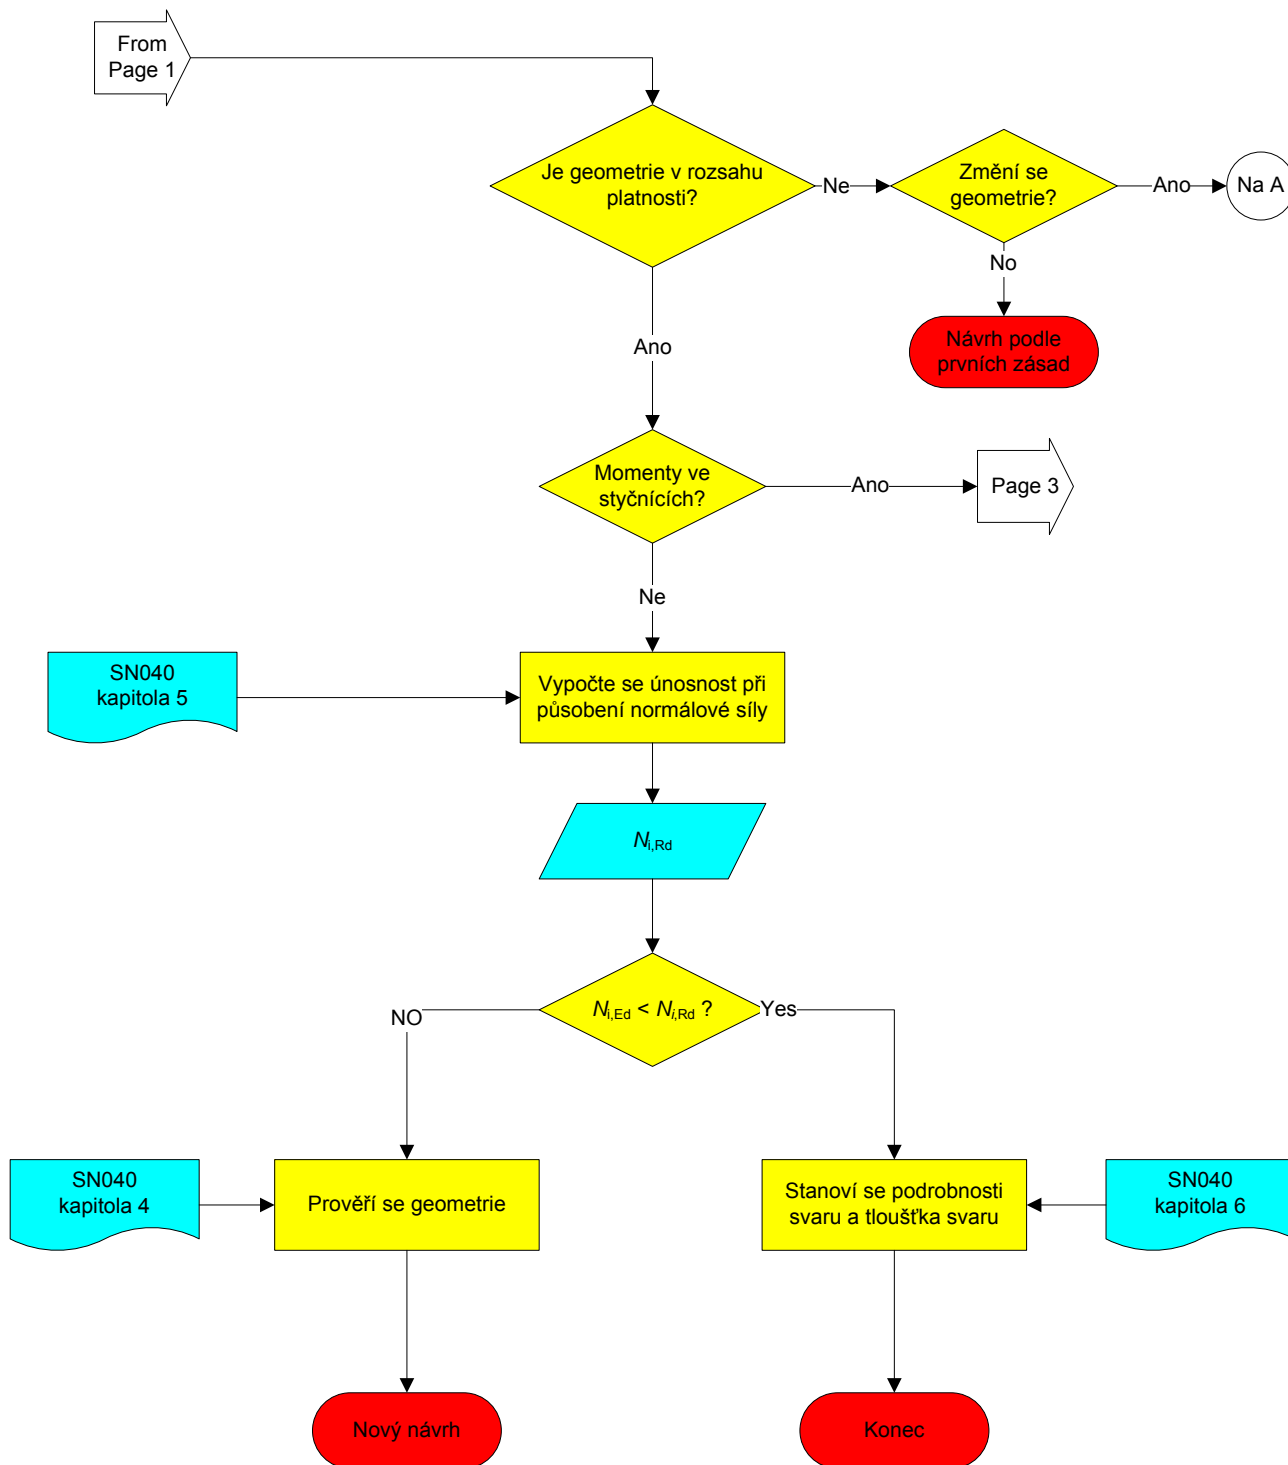 From
Page 1
Je geometrie v rozsahu
platnosti?
Ne
Změní se
geometrie?
Ano
Na A
No
Návrh podle
prvních zásad
Ano
Momenty ve
styčnících?
Ano
Page 3
Ne
SN040
kapitola 5
Vypočte se únosnost při
působení normálové síly
Ni,Rd
Ni,Ed < Ni,Rd ?
NO
Yes
SN040
kapitola 4
Prověří se geometrie
Stanoví se podrobnosti
svaru a tloušťka svaru
SN040
kapitola 6
Nový návrh
Konec